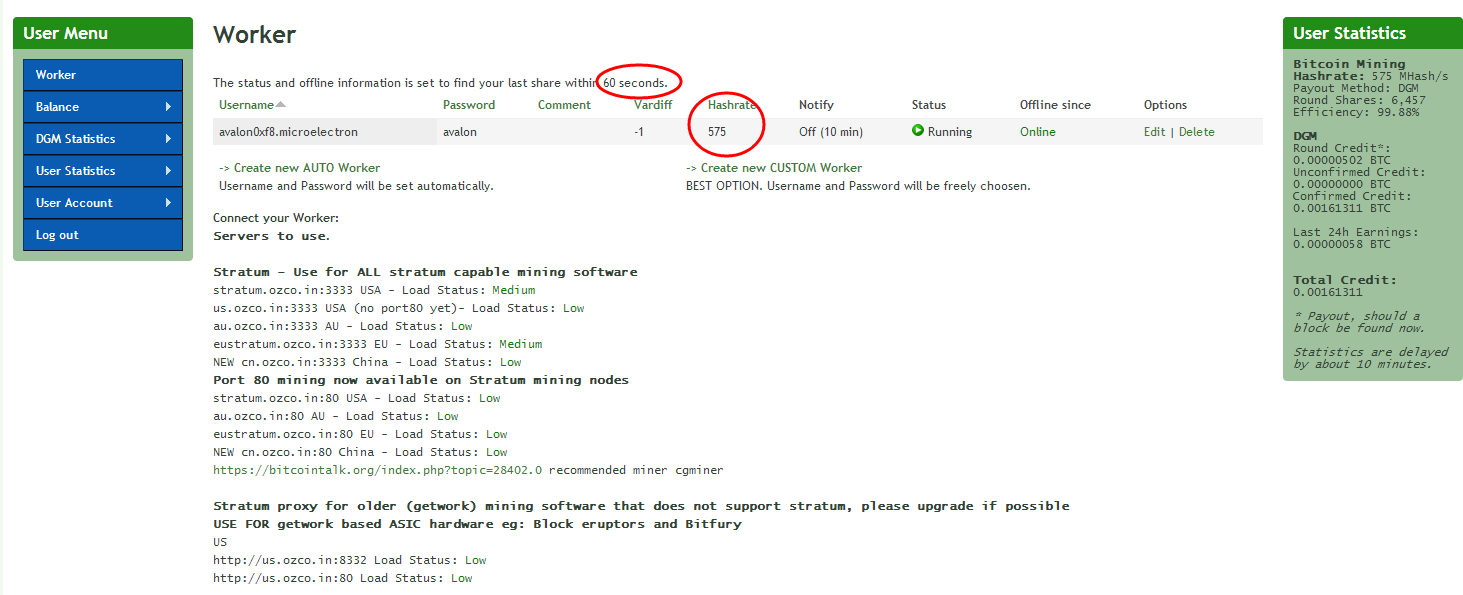 User Menu
Worker
Balance
DGM Statistics
User Statistics
User Account
Log out
Worker
The status and offline information is set to find your last share within 60 seconds.
Username Password Comment Vardiff Hashrate Notify Status Offline since Options
avalon0xf8.microelectron avalon -1 575 Off (10 min) Running Online Edit | Delete
-> Create new AUTO Worker -> Create new CUSTOM Worker
Username and Password will be set automatically. BEST OPTION. Username and Password will be freely choosen.
Connect your Worker:
Servers to use.
Stratum - Use for ALL stratum capable mining software
stratum.ozco.in:3333 USA - Load Status: Medium
us.ozco.in:3333 USA (no port80 yet)- Load Status: Low
au.ozco.in:3333 AU - Load Status: Low
eustratum.ozco.in:3333 EU - Load Status: Medium
NEW cn.ozco.in:3333 China - Load Status: Low
Port 80 mining now available on Stratum mining nodes
stratum.ozco.in:80 USA - Load Status: Low
au.ozco.in:80 AU - Load Status: Low
eustratum.ozco.in:80 EU - Load Status: Low
NEW cn.ozco.in:80 China - Load Status: Low
https://bitcointalk.org/index.php?topic=28402.0 recommended miner cgminer
Stratum proxy for older (getwork) mining software that does not support stratum, please upgrade if possible
USE FOR getwork based ASIC hardware eg: Block eruptors and Bitfury
US
http://us.ozco.in:8332 Load Status: Low
http://us.ozco.in:80 Load Status: Low
User Statistics
Bitcoin Mining
Hashrate: 575 MHash/s
Payout Method: DGM
Round Shares: 6,457
Efficiency: 99.88%
DGM
Round Credit*:
0.00000502 BTC
Unconfirmed Credit:
0.00000000 BTC
Confirmed Credit:
0.00161311 BTC
Last 24h Earnings:
0.00000058 BTC
Total Credit:
0.00161311
* Payout, should a
block be found now.
Statistics are delayed
by about 10 minutes.